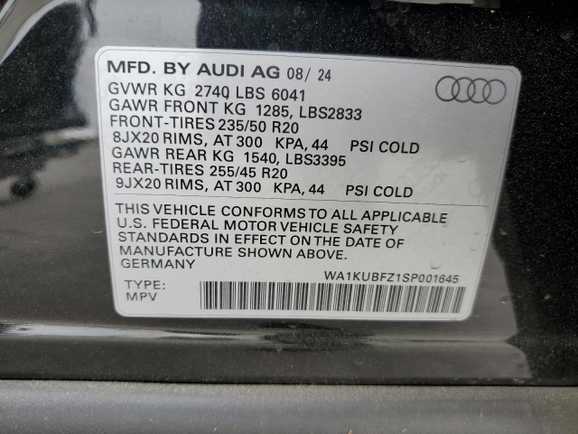 MFD. BY AUDI AG 08/ 24
GVWR KG 2740 LBS 6041
GAWR FRONT KG 1285, LBS2833
FRONT-TIRES 235/50 R20
8JX20 RIMS, AT 300 KPA, 44 PSI COLD
GAWR REAR KG 1540, LBS3395
REAR-TIRES 255/45 R20
9JX20 RIMS, AT 300 KPA, 44 PSI COLD
THIS VEHICLE CONFORMS TO ALL APPLICABLE
U.S. FEDERAL MOTOR VEHICLE SAFETY
STANDARDS IN EFFECT ON THE DATE OF
MANUFACTURE SHOWN ABOVE.
GERMANY
WA1KUBFZ1SP001645
TYPE:
MPV